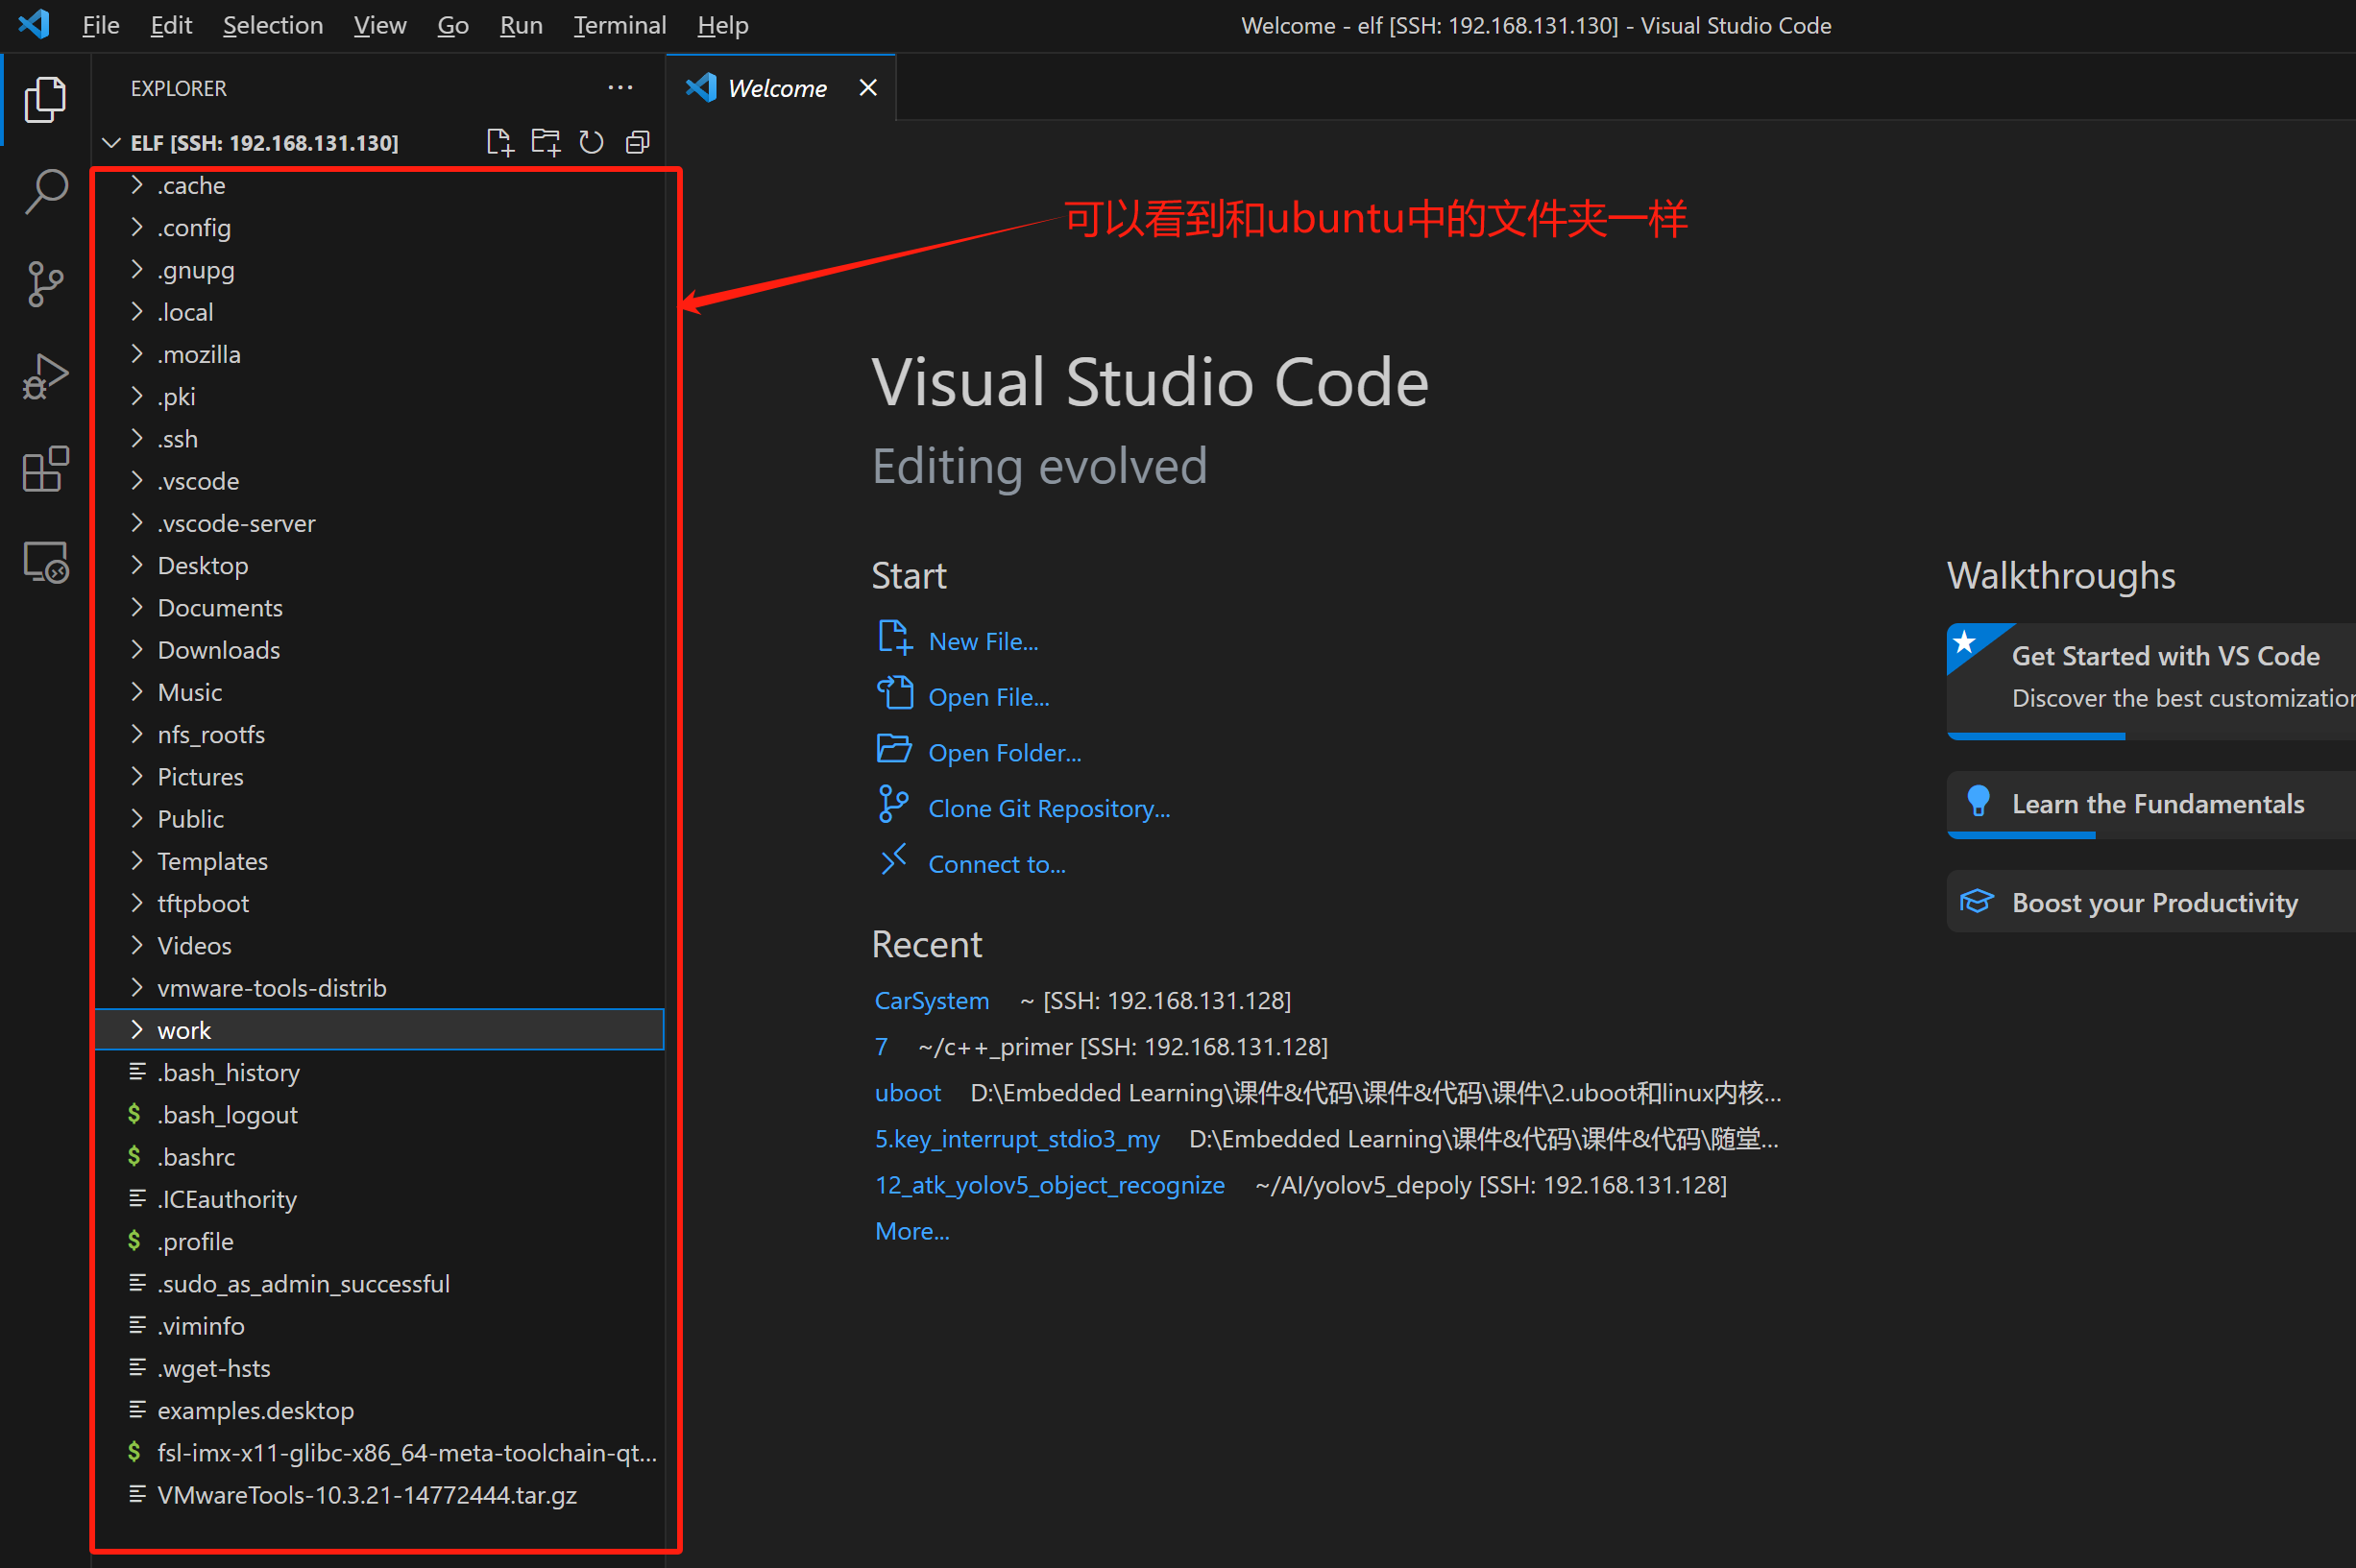 File Edit Selection View Go Run Terminal Help
Welcome - elf [SSH: 192.168.131.130] - Visual Studio Code
EXPLORER
ELF [SSH: 192.168.131.130]
.cache
.config
.gnupg
.local
.mozilla
.pki
.ssh
.vscode
.vscode-server
Desktop
Documents
Downloads
Music
nfs_rootfs
Pictures
Public
Templates
tftpboot
Videos
vmware-tools-distrib
work
.bash_history
$ .bash_logout
$ .bashrc
.ICEauthority
$ .profile
.sudo_as_admin_successful
.viminfo
.wget-hsts
examples.desktop
$ fsl-imx-x11-glibc-x86_64-meta-toolchain-qt...
VMwareTools-10.3.21-14772444.tar.gz
Welcome
可以看到和ubuntu中的文件夹一样
Visual Studio Code
Editing evolved
Start
New File...
Open File...
Open Folder...
Clone Git Repository...
Connect to...
Recent
CarSystem ~ [SSH: 192.168.131.128]
7 ~/c++_primer [SSH: 192.168.131.128]
uboot D:\Embedded Learning\课件&代码\课件&代码\课件\2.uboot和linux内核...
5.key_interrupt_stdio3_my D:\Embedded Learning\课件&代码\课件&代码\随堂...
12_atk_yolov5_object_recognize ~/AI/yolov5_depoly [SSH: 192.168.131.128]
More...
Walkthroughs
Get Started with VS Code
Discover the best customization
Learn the Fundamentals
Boost your Productivity